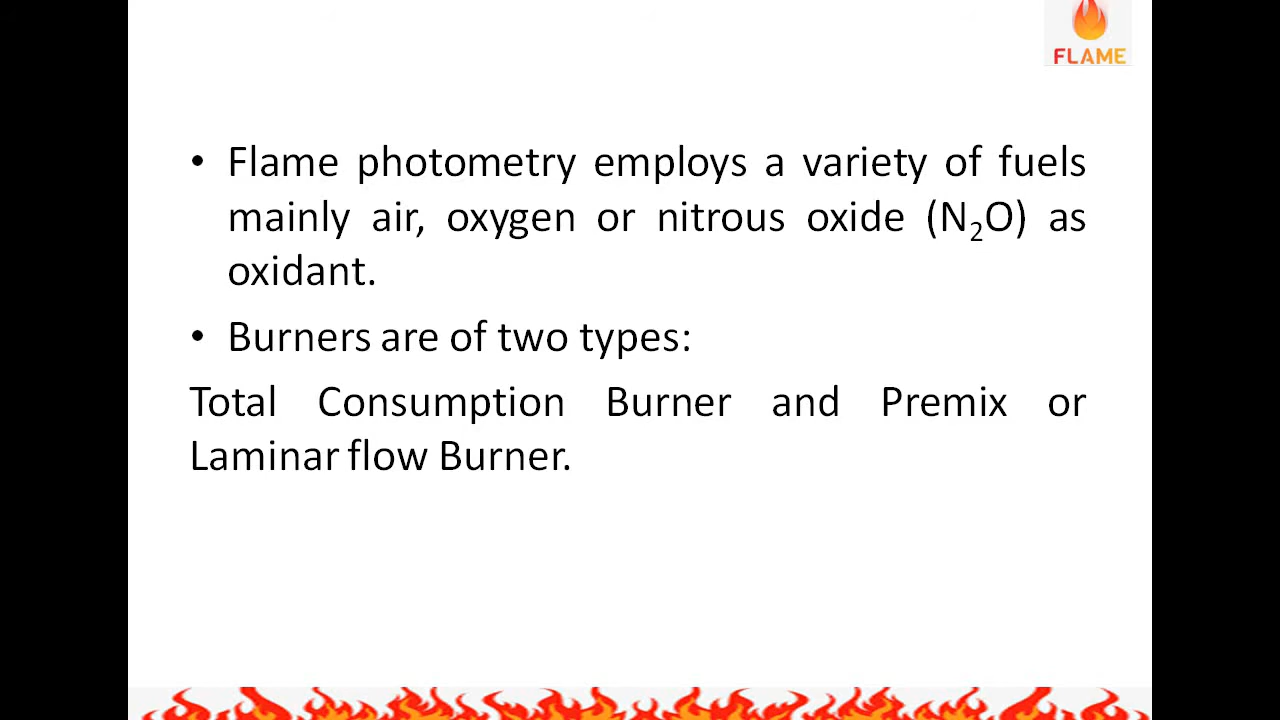 FLAME
• Flame photometry employs a variety of fuels
mainly air, oxygen or nitrous oxide (N₂O) as
oxidant.
• Burners are of two types:
Total Consumption Burner and Premix or
Laminar flow Burner.